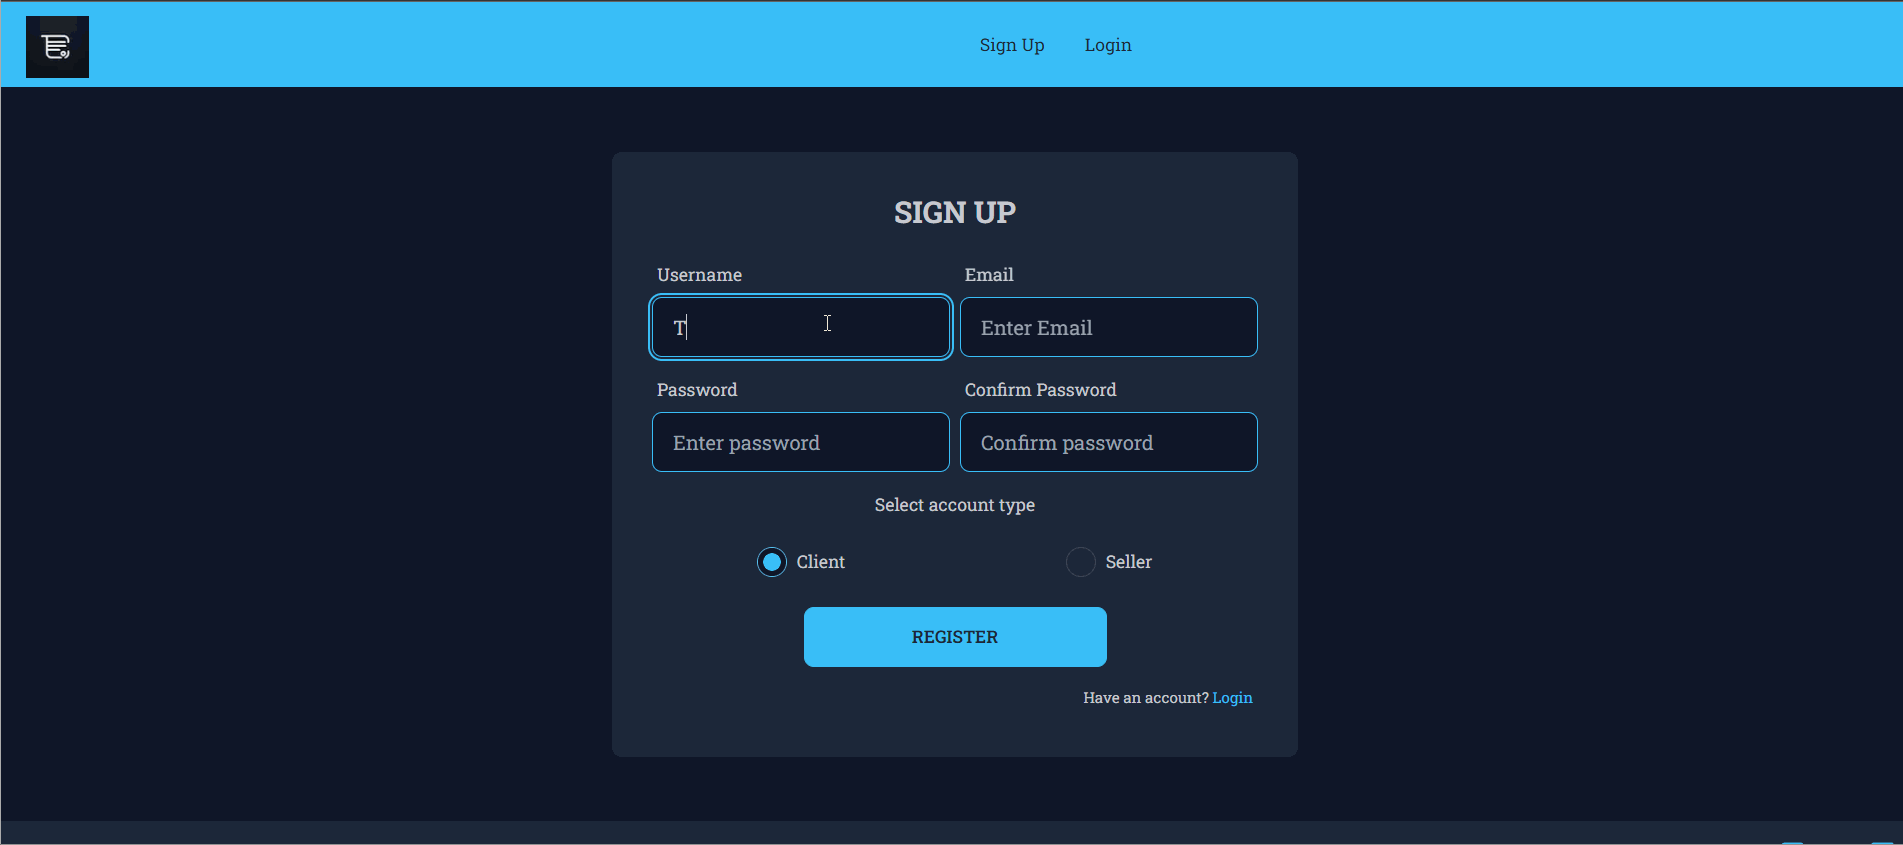 Sign Up Login
SIGN UP
Username Email
T Enter Email
Password Confirm Password
Enter password Confirm password
Select account type
Client Seller
REGISTER
Have an account? Login